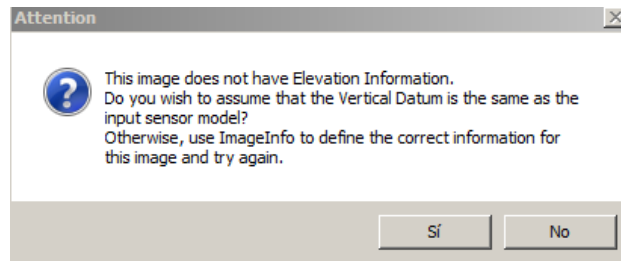 Attention
This image does not have Elevation Information.
Do you wish to assume that the Vertical Datum is the same as the
input sensor model?
Otherwise, use ImageInfo to define the correct information for
this image and try again.
Sí
No